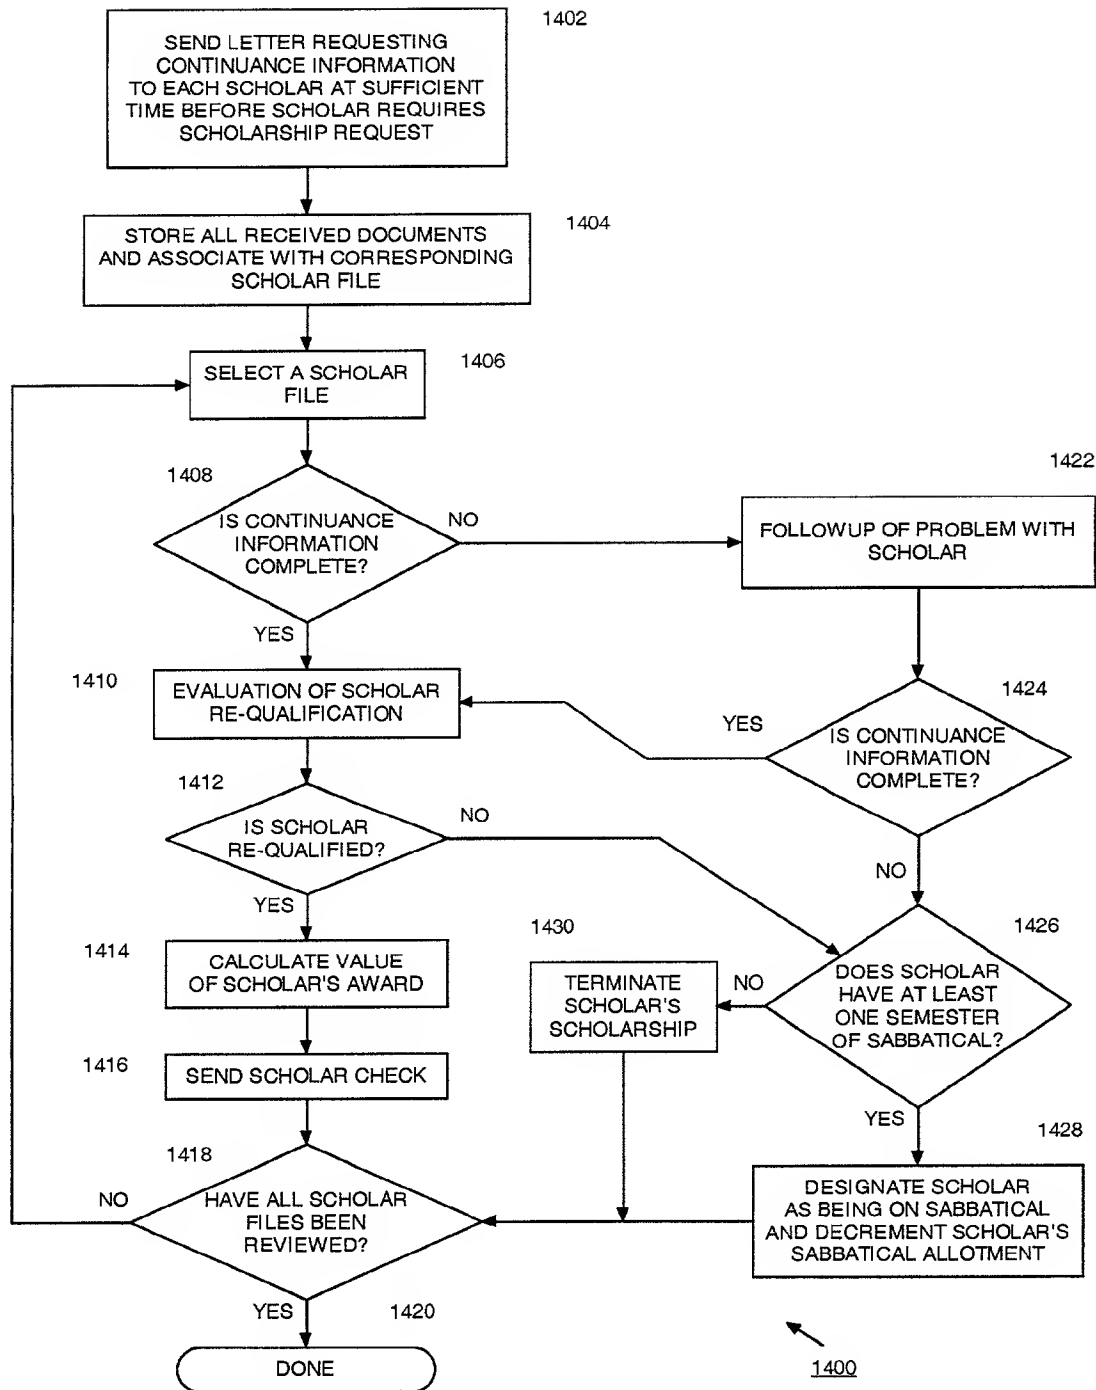 1402
SEND LETTER REQUESTING
CONTINUANCE INFORMATION
TO EACH SCHOLAR AT SUFFICIENT
TIME BEFORE SCHOLAR REQUIRES
SCHOLARSHIP REQUEST
1404
STORE ALL RECEIVED DOCUMENTS
AND ASSOCIATE WITH CORRESPONDING
SCHOLAR FILE
1406
SELECT A SCHOLAR
FILE
1408
IS CONTINUANCE
INFORMATION
COMPLETE?
NO
YES
1422
FOLLOWUP OF PROBLEM WITH
SCHOLAR
1410
EVALUATION OF SCHOLAR
RE-QUALIFICATION
1424
IS CONTINUANCE
INFORMATION
COMPLETE?
YES
NO
1412
IS SCHOLAR
RE-QUALIFIED?
NO
YES
1414
CALCULATE VALUE
OF SCHOLAR'S AWARD
1430
TERMINATE
SCHOLAR'S
SCHOLARSHIP
1426
DOES SCHOLAR
HAVE AT LEAST
ONE SEMESTER
OF SABBATICAL?
NO
YES
1416
SEND SCHOLAR CHECK
1418
HAVE ALL SCHOLAR
FILES BEEN
REVIEWED?
NO
YES
1428
DESIGNATE SCHOLAR
AS BEING ON SABBATICAL
AND DECREMENT SCHOLAR'S
SABBATICAL ALLOTMENT
1420
DONE
1400